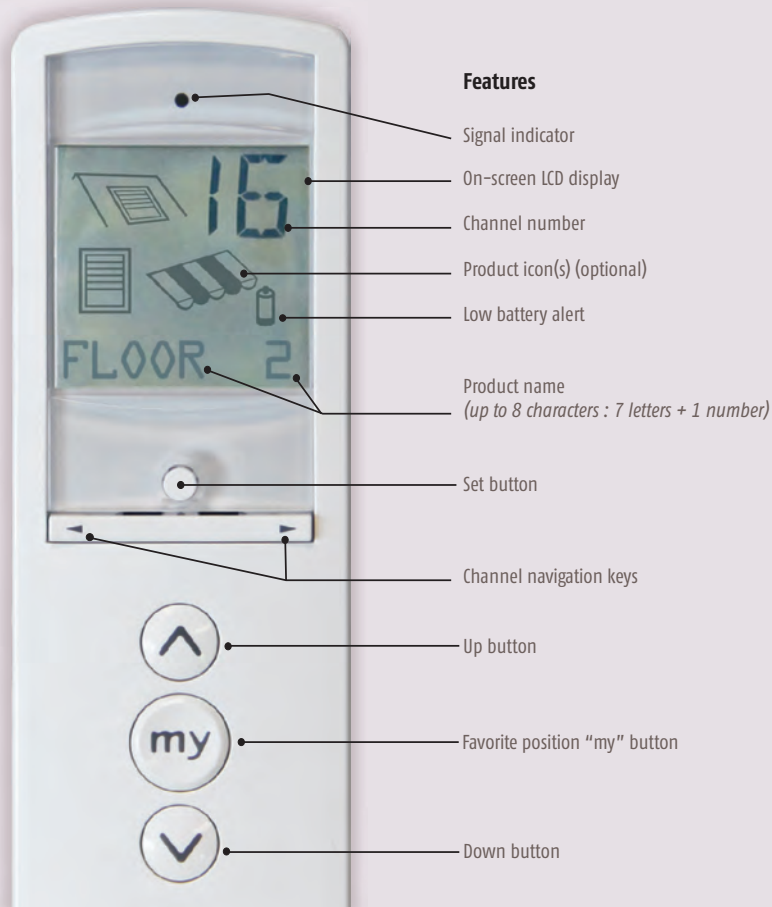 Features
Signal indicator
On-screen LCD display
16
Channel number
Product icon(s) (optional)
Low battery alert
FLOOR 2
Product name
(up to 8 characters : 7 letters + 1 number)
Set button
Channel navigation keys
Up button
my
Favorite position “my” button
Down button